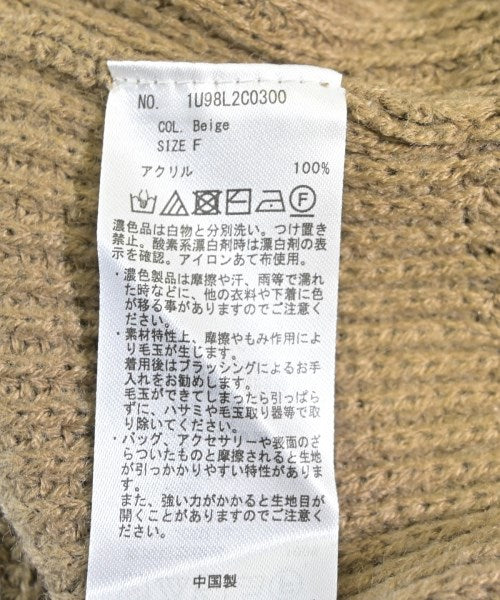 NO. 1U98L2C0300
COL. Beige
SIZE F
アクリル 100%
濃色品は白物と分別洗い。つけ置き
禁止。酸素系漂白剤時は漂白剤の表
示を確認。アイロンあて布使用。
・濃色製品は摩擦や汗、雨等で濡れ
た時などに、他の衣料や下着に色
が移る事がありますのでご注意く
ださい。
・素材特性上、摩擦やもみ作用によ
り毛玉が生じます。
着用後はブラッシングによるお手
入れをお勧めします。
毛玉ができてしまったら引っぱら
ずに、ハサミや毛玉取り器等で取
り除いてください。
・バッグ、アクセサリーや表面のざ
らついたものと摩擦されると生地
が引っかかりやすい特性がありま
す。
また、強い力がかかると生地目が
開くことがありますのでご注意く
ださい。
中国製